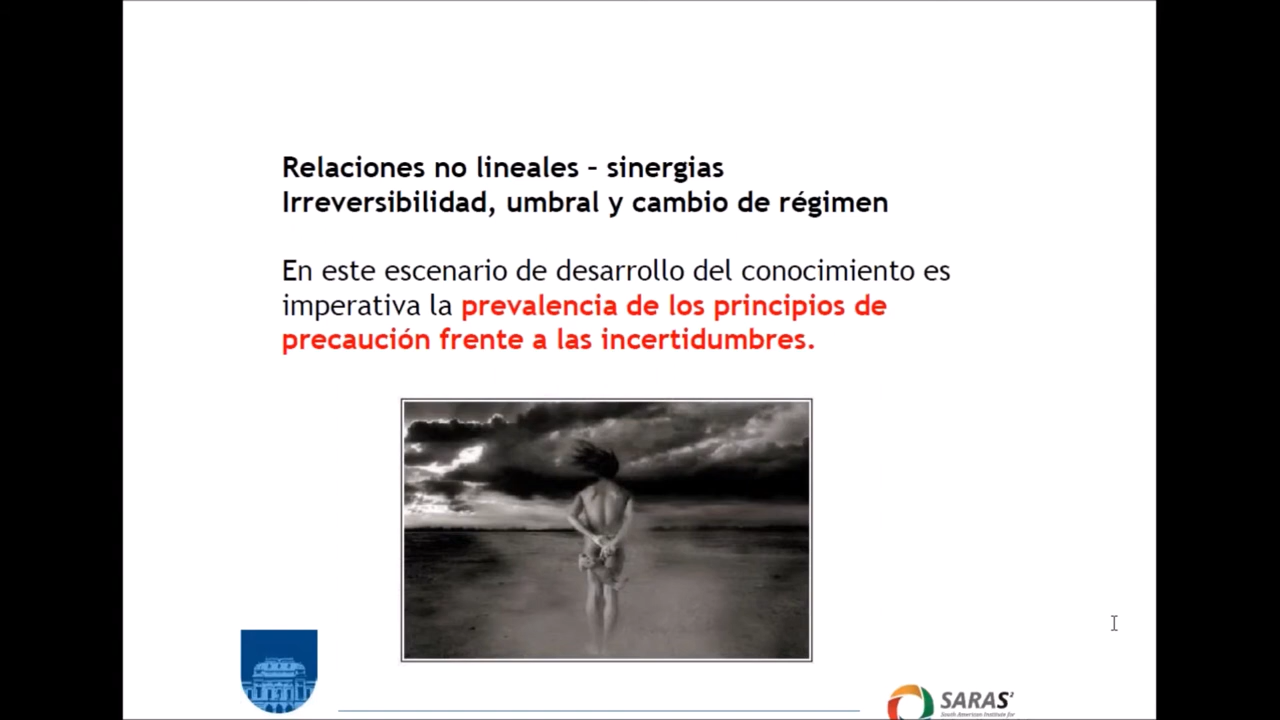 Relaciones no lineales – sinergias
Irreversibilidad, umbral y cambio de régimen
En este escenario de desarrollo del conocimiento es
imperativa la prevalencia de los principios de
precaución frente a las incertidumbres.
SARAS²
South American Institute for